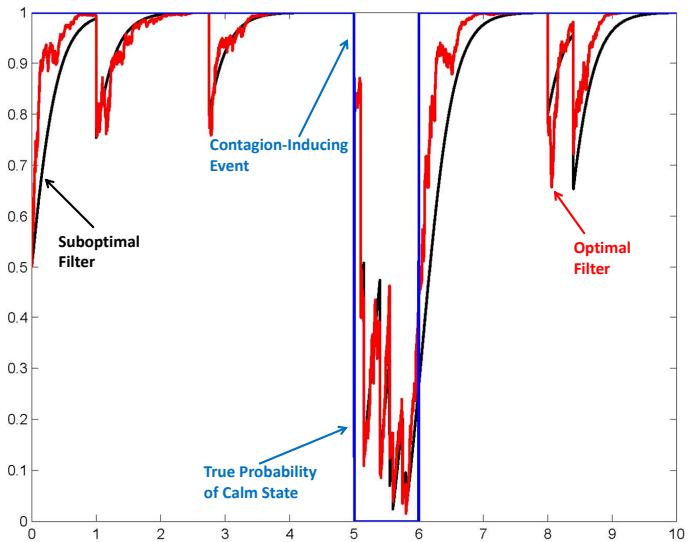 1
0.9
0.8
0.7
0.6
0.5
0.4
0.3
0.2
0.1
0
Contagion-Inducing
Event
Suboptimal
Filter
Optimal
Filter
True Probability
of Calm State
0 1 2 3 4 5 6 7 8 9 10